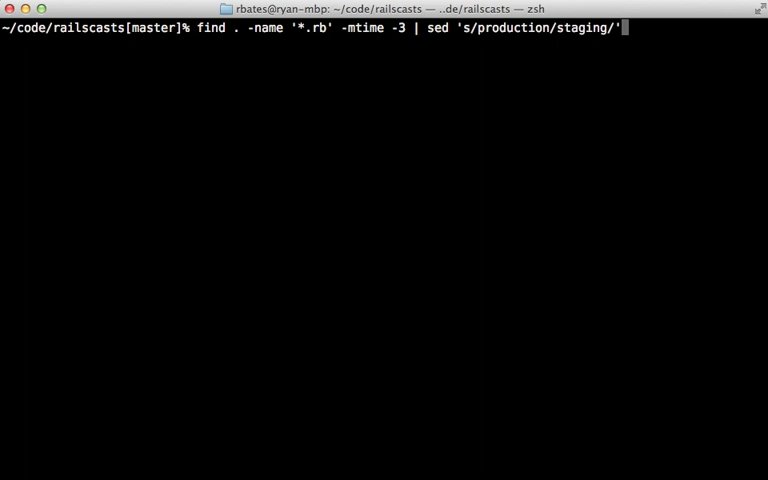 rbates@ryan-mbp: ~/code/railscasts — ..de/railscasts — zsh
~/code/railscasts[master]% find . -name '*.rb' -mtime -3 | sed 's/production/staging/'